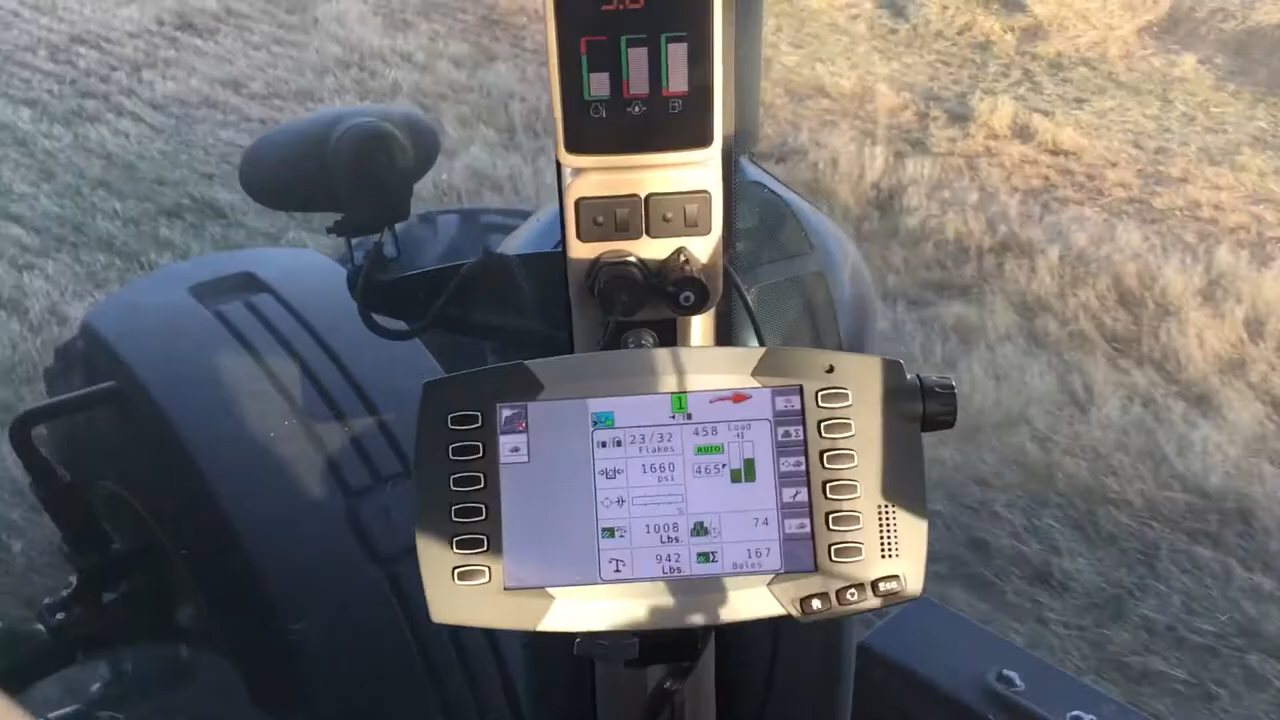 1
23/32
Flakes
458
Load
AUTO
465
1660
psi
%
1008
Lbs.
74
942
Lbs.
167
Bales
Esc